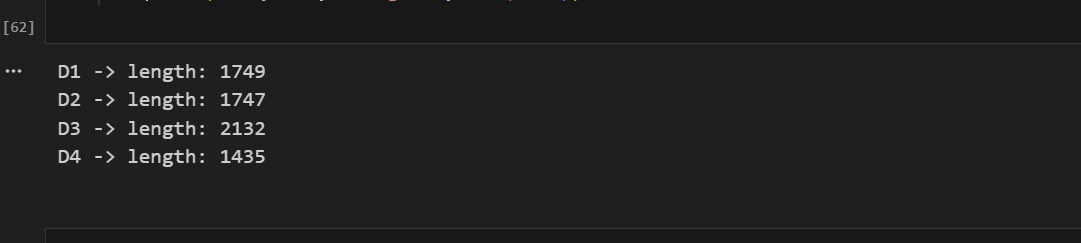 [62]
...
D1 -> length: 1749
D2 -> length: 1747
D3 -> length: 2132
D4 -> length: 1435